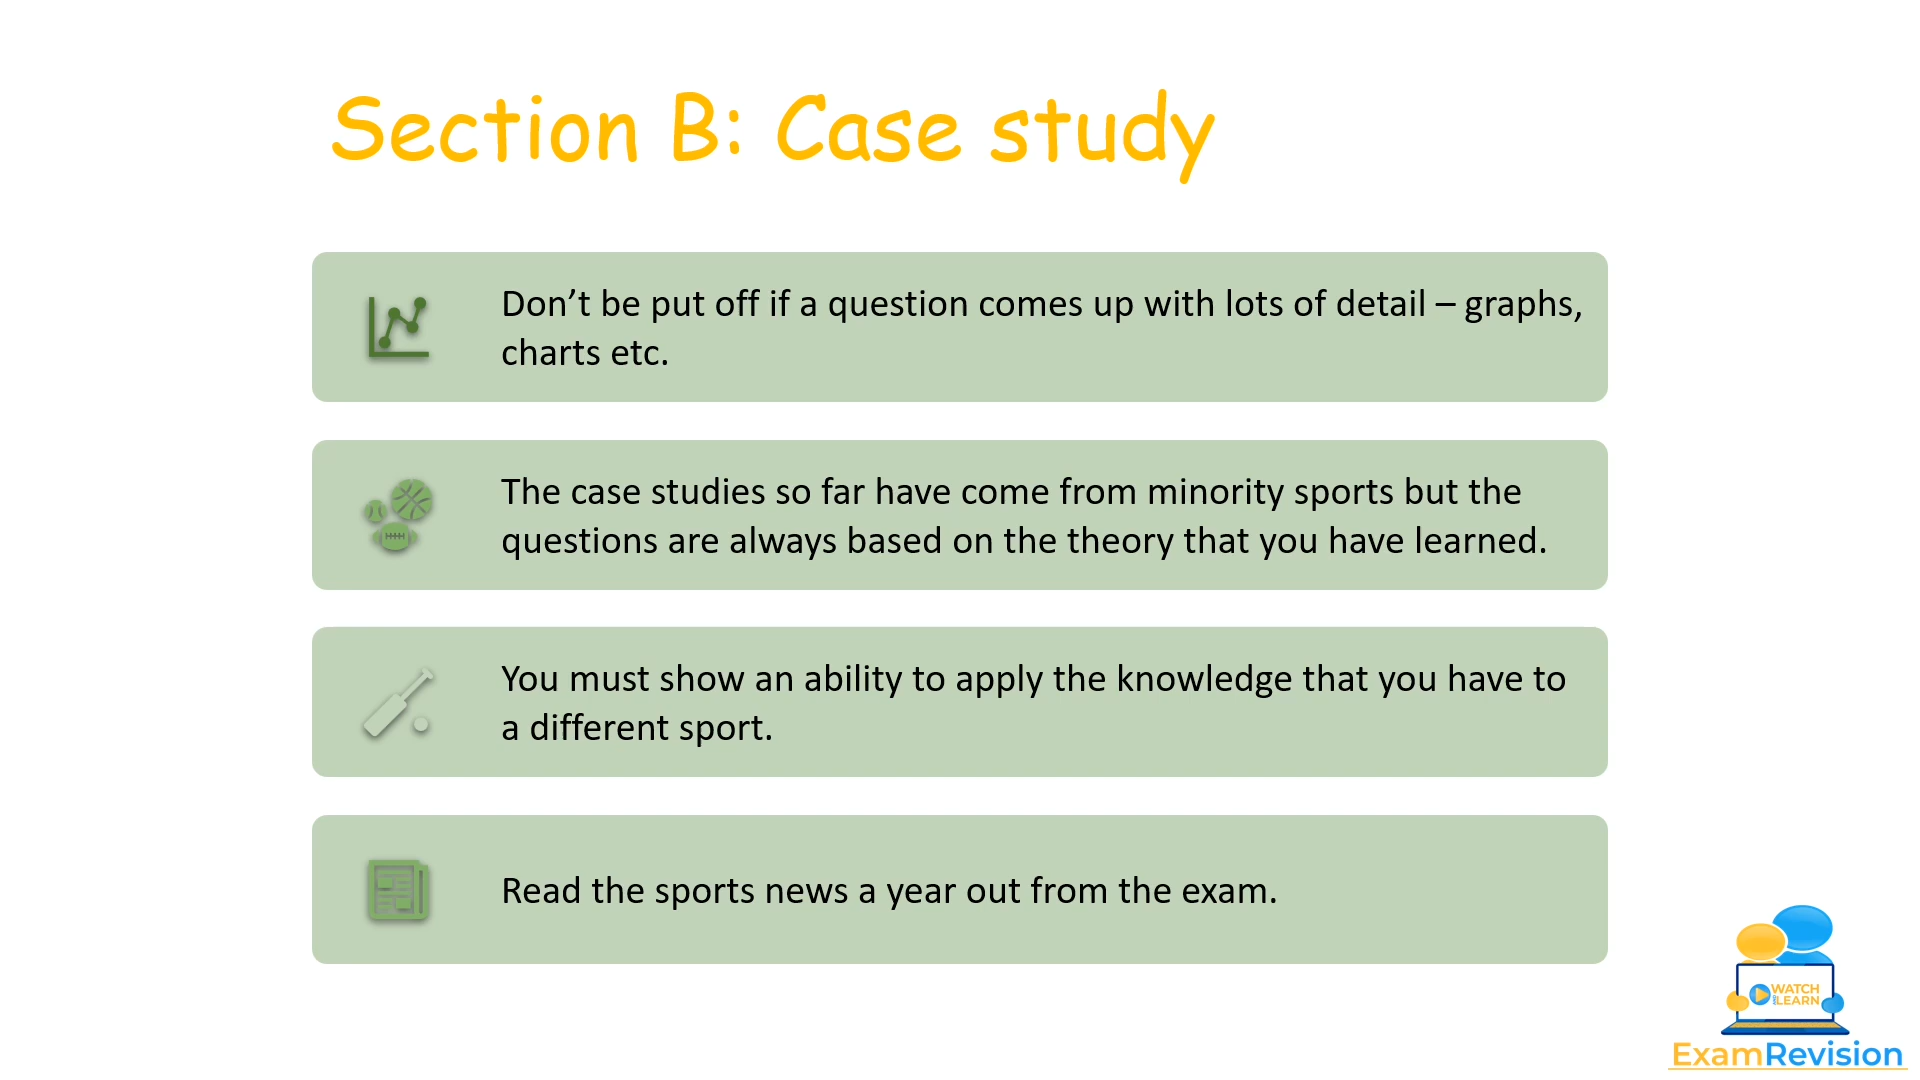 Section B: Case study
Don’t be put off if a question comes up with lots of detail – graphs,
charts etc.
The case studies so far have come from minority sports but the
questions are always based on the theory that you have learned.
You must show an ability to apply the knowledge that you have to
a different sport.
Read the sports news a year out from the exam.
WATCH
AND LEARN
ExamRevision